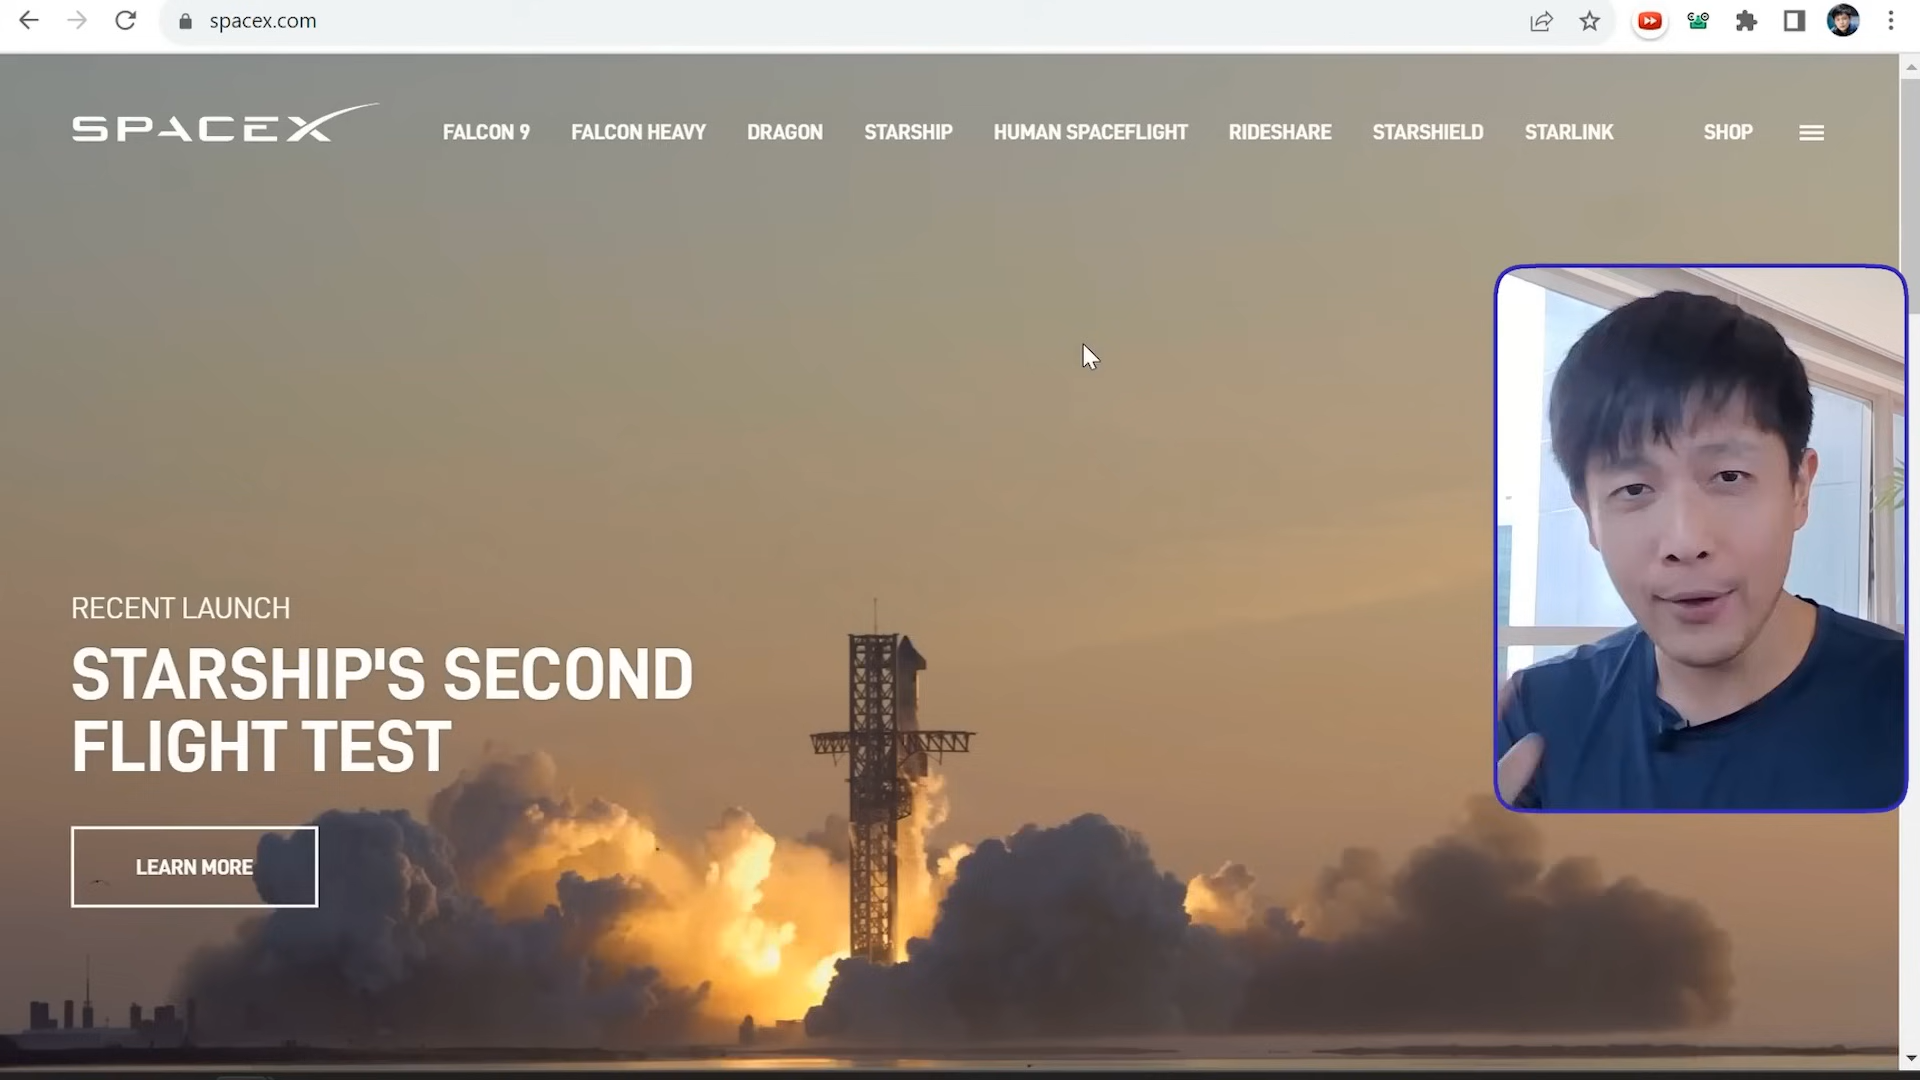 spacex.com
SPACEX
FALCON 9 FALCON HEAVY DRAGON STARSHIP HUMAN SPACEFLIGHT RIDESHARE STARSHIELD STARLINK SHOP
RECENT LAUNCH
STARSHIP'S SECOND
FLIGHT TEST
LEARN MORE